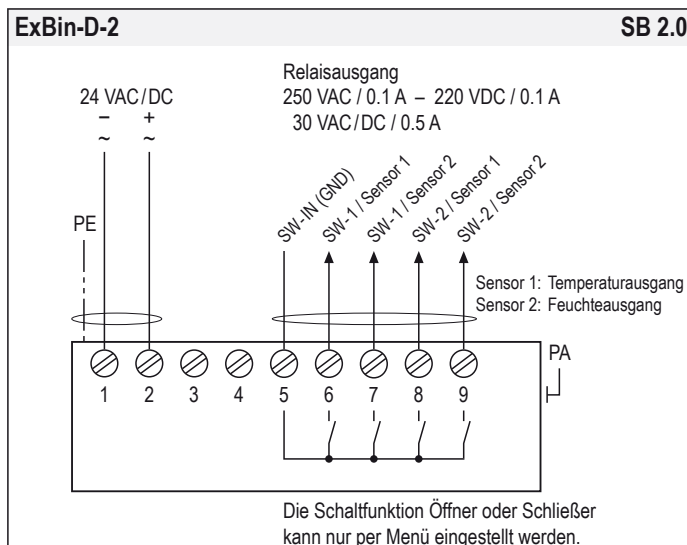 ExBin-D-2 SB 2.0
24 VAC/DC
– +
~ ~
Relaisausgang
250 VAC / 0.1 A – 220 VDC / 0.1 A
30 VAC/DC / 0.5 A
PE
SW-IN (GND)
SW-1 / Sensor 1
SW-1 / Sensor 2
SW-2 / Sensor 1
SW-2 / Sensor 2
Sensor 1: Temperaturausgang
Sensor 2: Feuchteausgang
PA
1 2 3 4 5 6 7 8 9
Die Schaltfunktion Öffner oder Schließer
kann nur per Menü eingestellt werden.